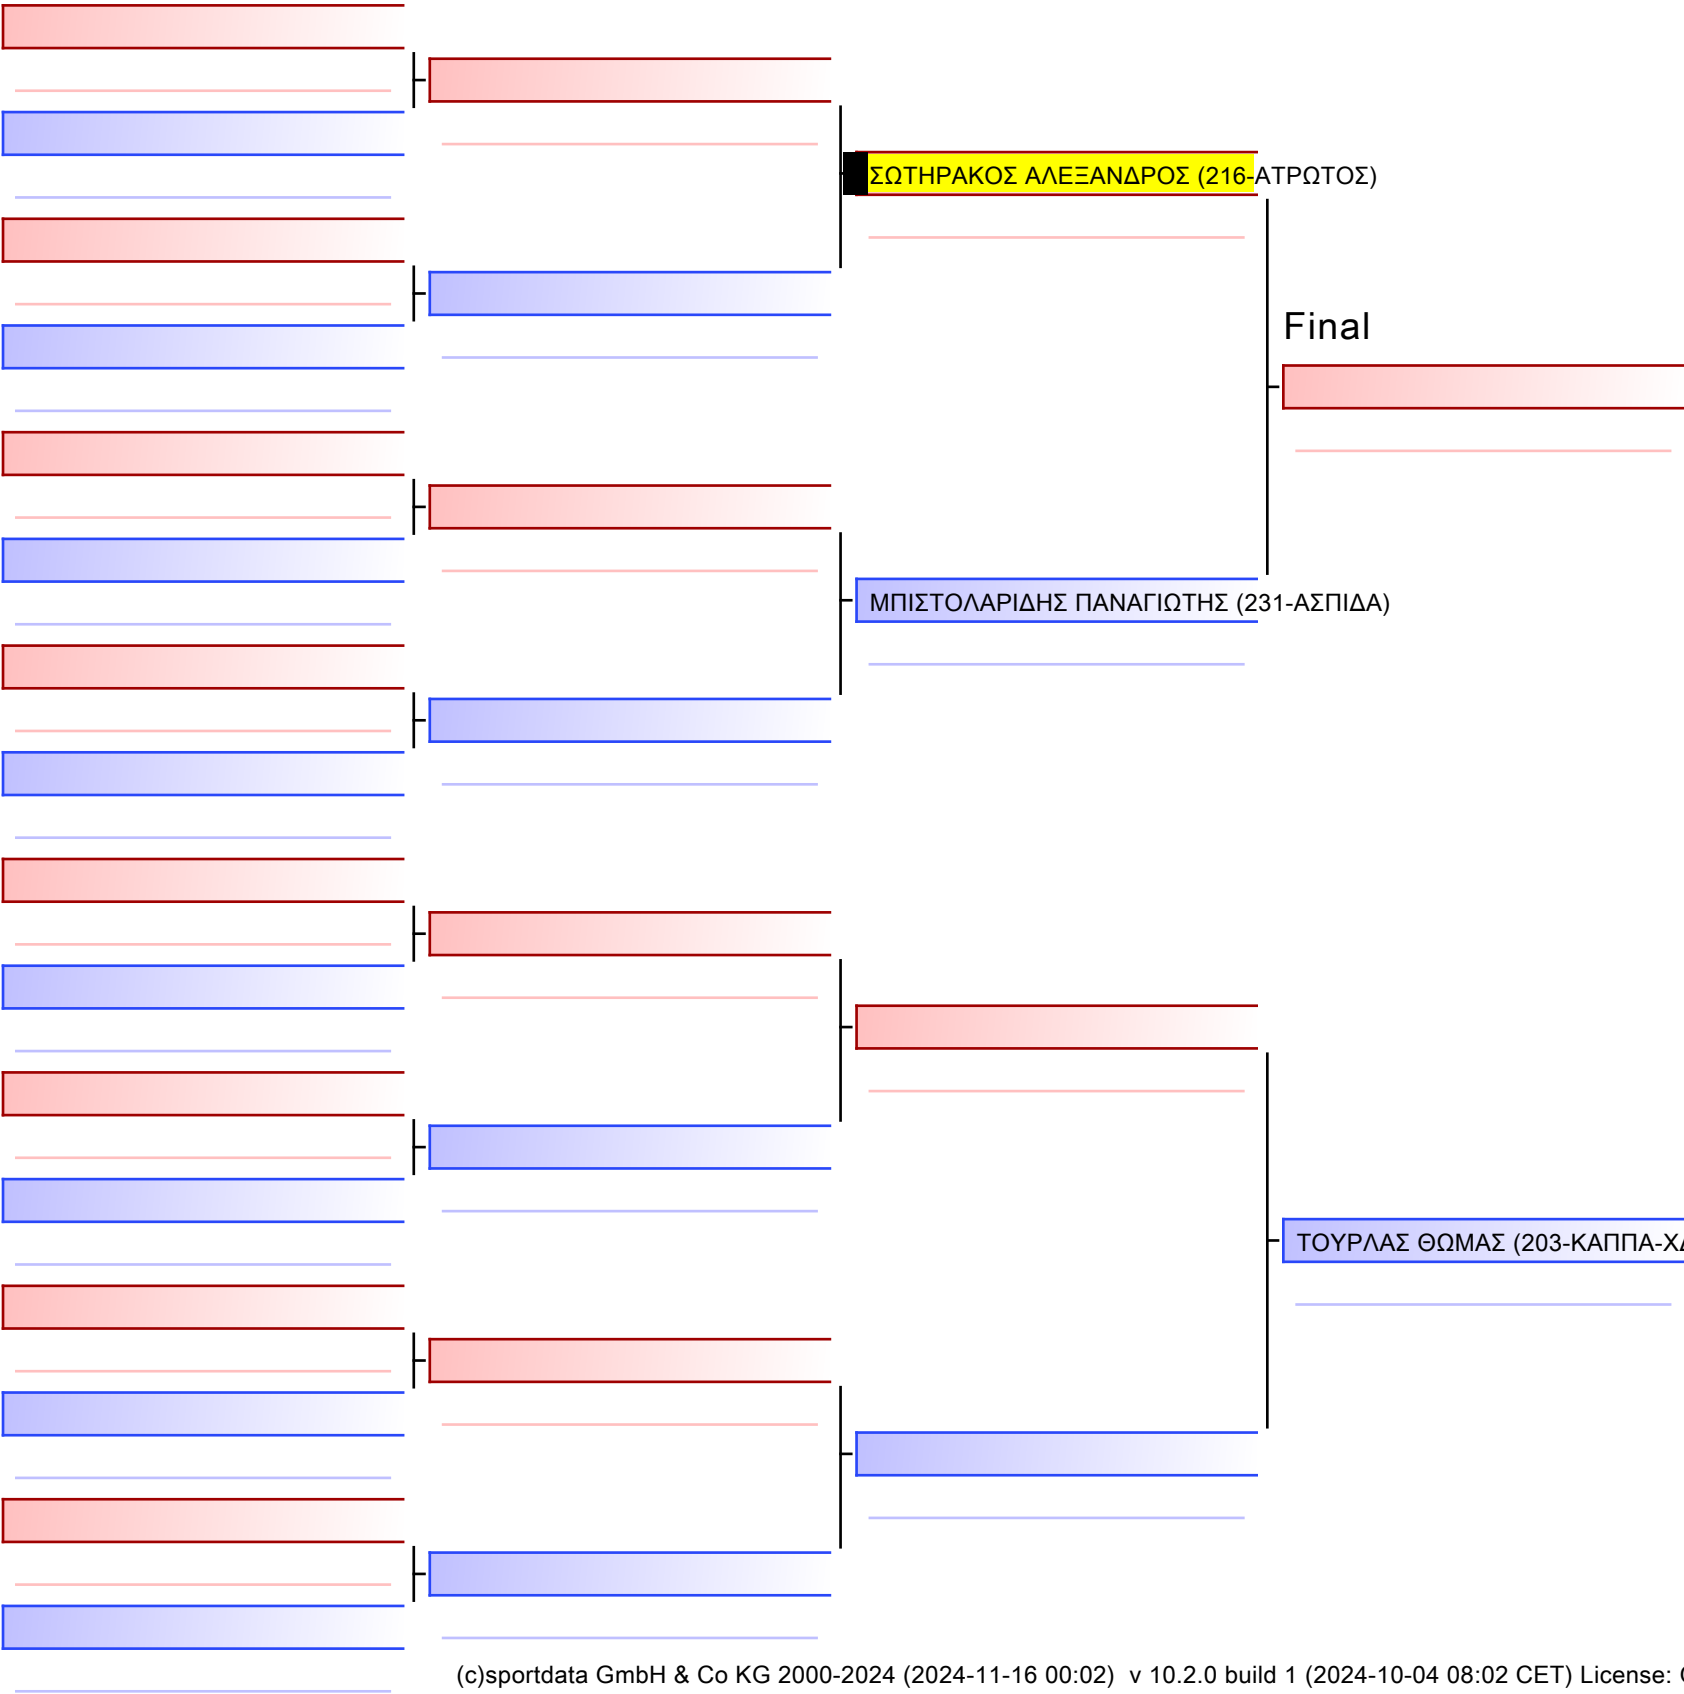 ΣΩΤΗΡΑΚΟΣ ΑΛΕΞΑΝΔΡΟΣ (216-ΑΤΡΩΤΟΣ)
Final
ΜΠΙΣΤΟΛΑΡΙΔΗΣ ΠΑΝΑΓΙΩΤΗΣ (231-ΑΣΠΙΔΑ)
ΤΟΥΡΛΑΣ ΘΩΜΑΣ (203-ΚΑΠΠΑ-Χ
(c)sportdata GmbH & Co KG 2000-2024 (2024-11-16 00:02) v 10.2.0 build 1 (2024-10-04 08:02 CET) License: